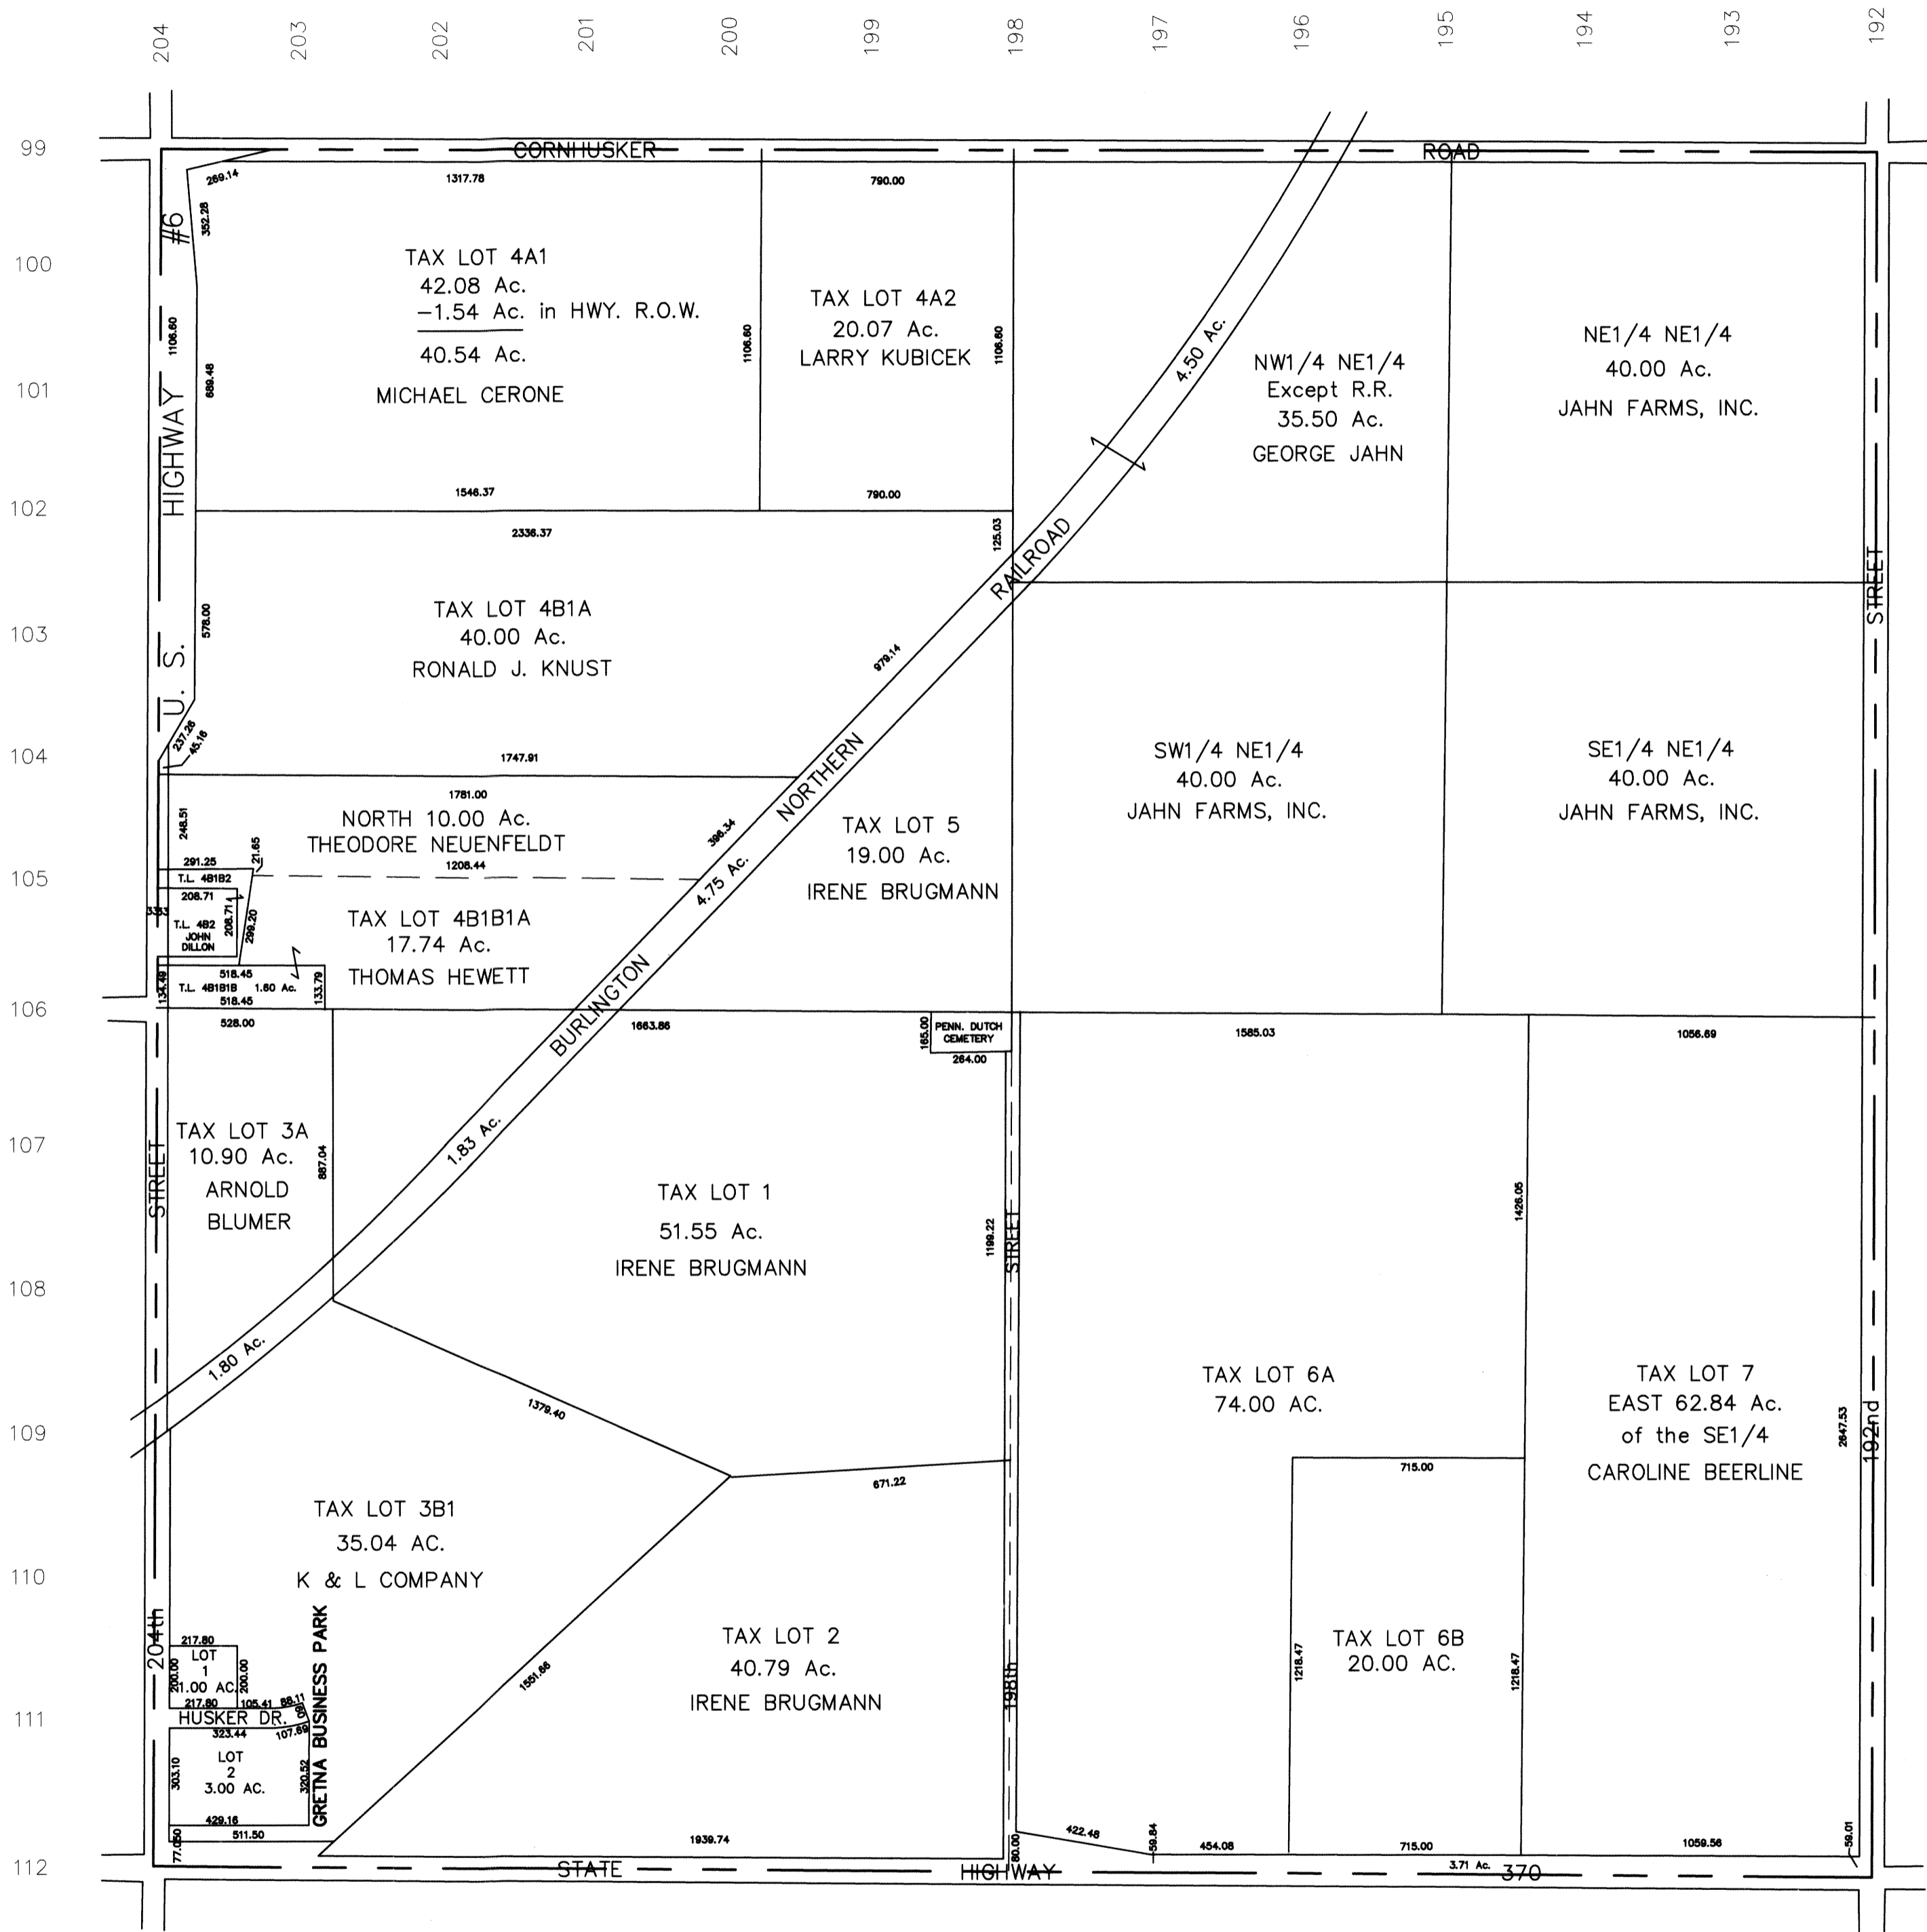 204 203 202 201 200 199 198 197 196 195 194 193 192
99
100
101
102
103
104
105
106
107
108
109
110
111
112
CORNHUSKER ROAD
269.14
1317.78
790.00
352.28
#6
TAX LOT 4A1
42.08 Ac.
-1.54 Ac. in HWY. R.O.W.
40.54 Ac.
MICHAEL CERONE
1106.60
689.48
1106.60
1546.37
TAX LOT 4A2
20.07 Ac.
LARRY KUBICEK
1106.60
790.00
4.50 Ac.
NW1/4 NE1/4
Except R.R.
35.50 Ac.
GEORGE JAHN
NE1/4 NE1/4
40.00 Ac.
JAHN FARMS, INC.
U. S. HIGHWAY
2336.37
125.03
578.00
TAX LOT 4B1A
40.00 Ac.
RONALD J. KNUST
979.14
237.26
45.16
1747.91
BURLINGTON NORTHERN RAILROAD
STREET
1781.00
NORTH 10.00 Ac.
THEODORE NEUENFELDT
1208.44
396.34
4.75 Ac.
248.51
21.65
291.25
T.L. 4B1B2
208.71
T.L. 4B2
JOHN
DILLON
208.71
299.20
33
33
TAX LOT 4B1B1A
17.74 Ac.
THOMAS HEWETT
518.45
T.L. 4B1B1B 1.60 Ac.
518.45
134.49
133.79
TAX LOT 5
19.00 Ac.
IRENE BRUGMANN
SW1/4 NE1/4
40.00 Ac.
JAHN FARMS, INC.
SE1/4 NE1/4
40.00 Ac.
JAHN FARMS, INC.
528.00
1663.86
165.00
PENN. DUTCH
CEMETERY
264.00
1585.03
1056.69
TAX LOT 3A
10.90 Ac.
ARNOLD
BLUMER
887.04
1.83 Ac.
1.80 Ac.
STREET
TAX LOT 1
51.55 Ac.
IRENE BRUGMANN
1199.22
STREET
1426.05
1379.40
671.22
TAX LOT 6A
74.00 AC.
TAX LOT 7
EAST 62.84 Ac.
of the SE1/4
CAROLINE BEERLINE
2647.53
192nd
715.00
TAX LOT 3B1
35.04 AC.
K & L COMPANY
204th
217.80
LOT
1
1.00 AC.
200.00
200.00
217.80
105.41
88.11
HUSKER DR.
60
323.44
107.69
LOT
2
3.00 AC.
303.10
320.52
429.16
GRETNA BUSINESS PARK
511.50
1551.66
TAX LOT 2
40.79 Ac.
IRENE BRUGMANN
198th
1218.47
TAX LOT 6B
20.00 AC.
1218.47
1939.74
80.00
422.48
59.84
454.08
715.00
1059.56
59.01
3.71 Ac.
STATE HIGHWAY 370